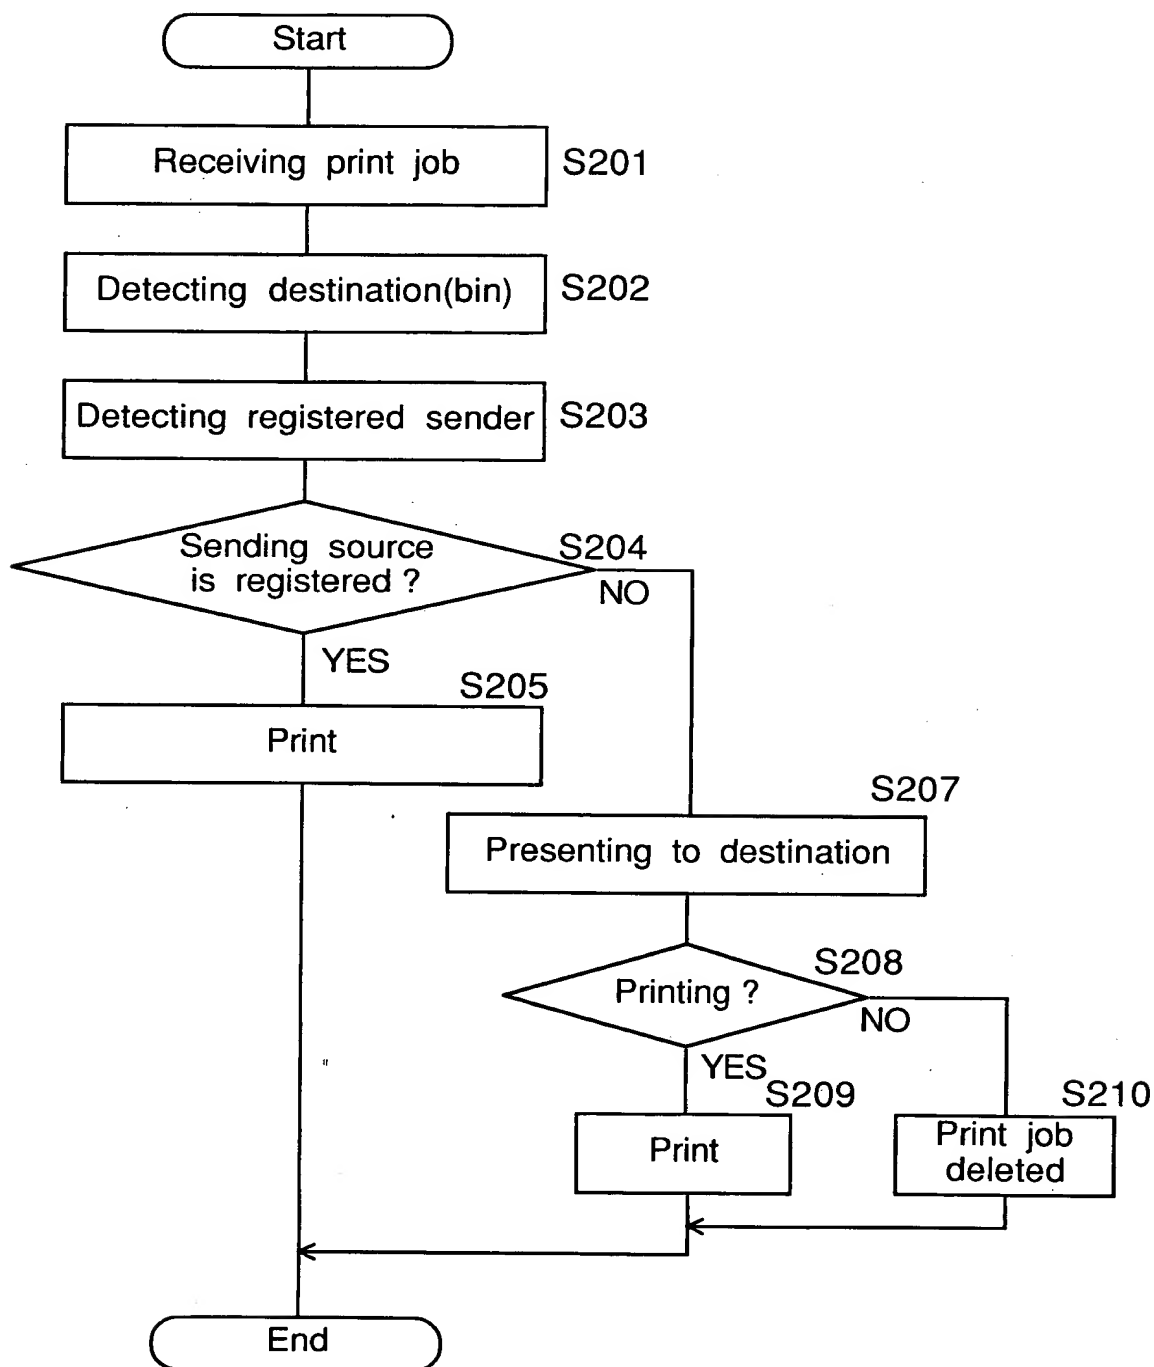 Start
Receiving print job
S201
Detecting destination(bin)
S202
Detecting registered sender
S203
Sending source
is registered ?
S204
NO
YES
S205
Print
S207
Presenting to destination
S208
Printing ?
NO
YES
S209
Print
S210
Print job
deleted
End